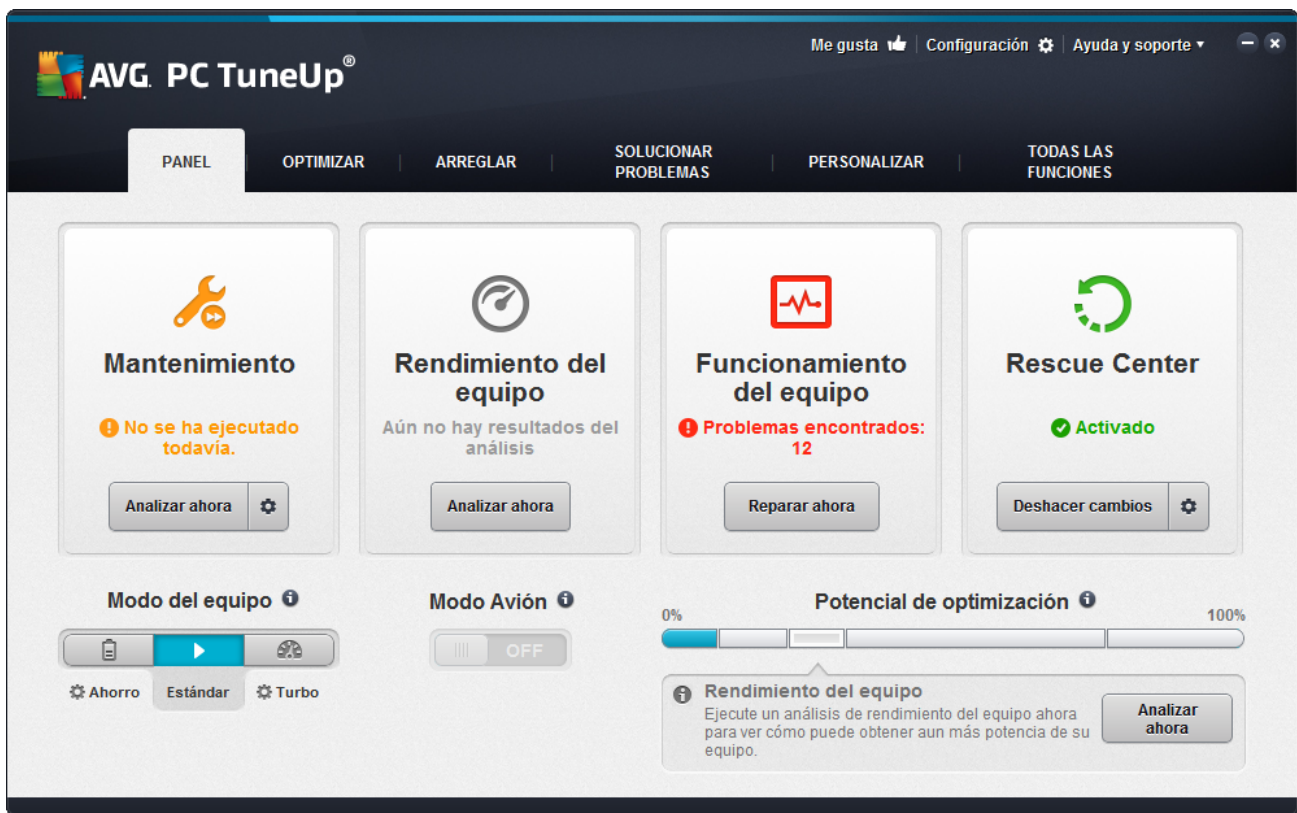 Me gusta | Configuración | Ayuda y soporte
AVG. PC TuneUp®
PANEL
OPTIMIZAR
ARREGLAR
SOLUCIONAR
PROBLEMAS
PERSONALIZAR
TODAS LAS
FUNCIONES
Mantenimiento
No se ha ejecutado
todavía.
Analizar ahora
Rendimiento del
equipo
Aún no hay resultados del
análisis
Analizar ahora
Funcionamiento
del equipo
Problemas encontrados:
12
Reparar ahora
Rescue Center
Activado
Deshacer cambios
Modo del equipo
Ahorro
Estándar
Turbo
Modo Avión
OFF
Potencial de optimización
0%
100%
Rendimiento del equipo
Ejecute un análisis de rendimiento del equipo ahora
para ver cómo puede obtener aun más potencia de su
equipo.
Analizar
ahora